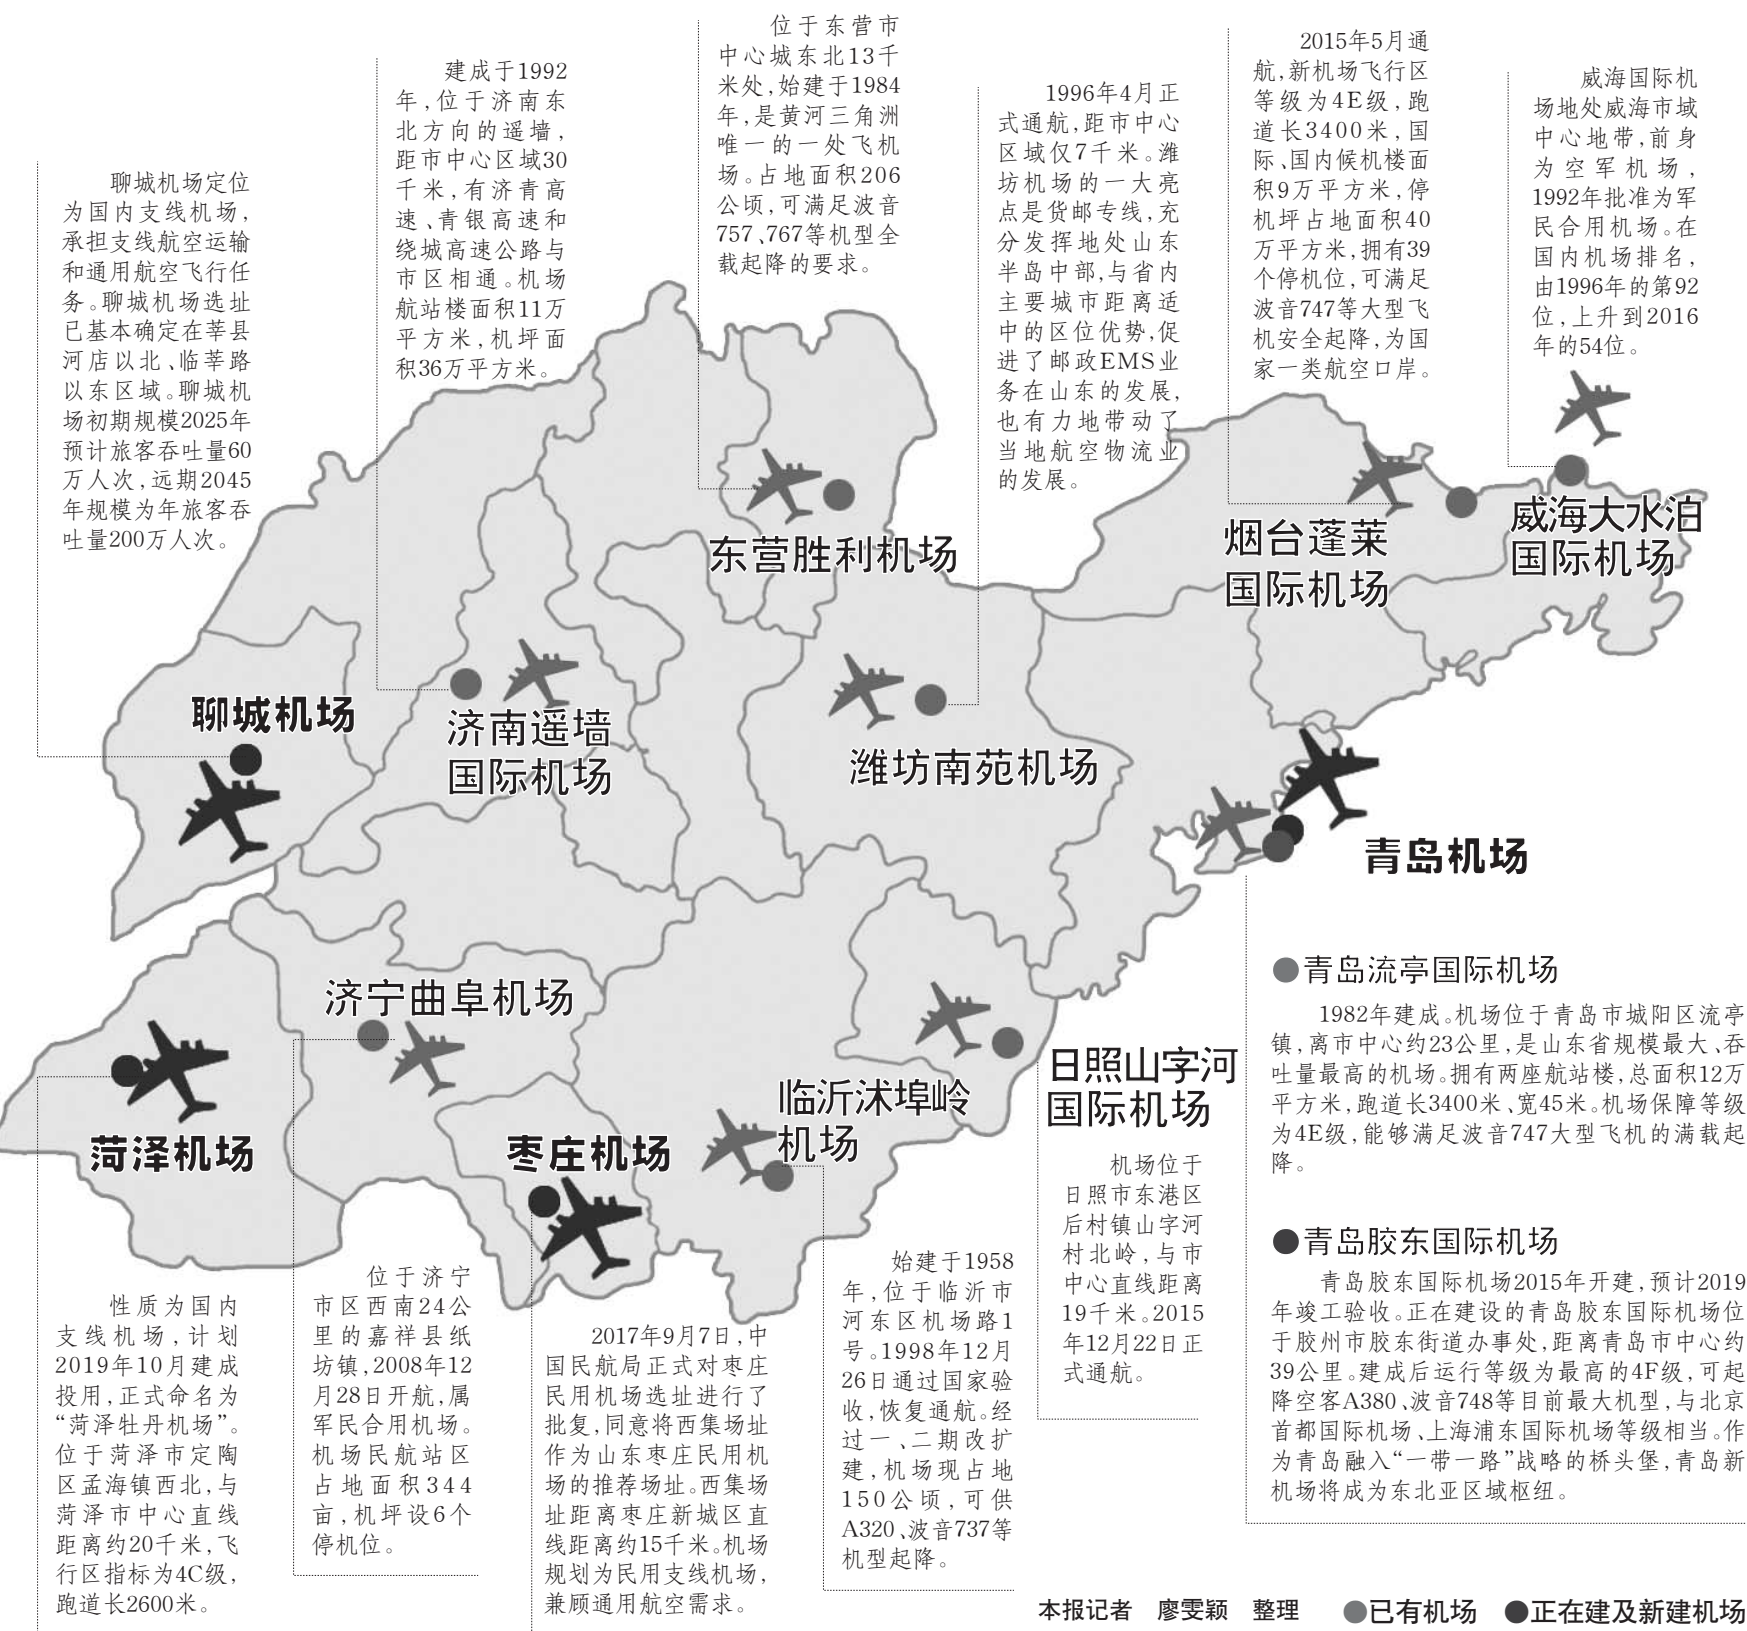 聊城机场定位
为国内支线机场，
承担支线航空运输
和通用航空飞行任
务。聊城机场选址
已基本确定在莘县
河店以北、临莘路
以东区域。聊城机
场初期规模2025年
预计旅客吞吐量60
万人次，远期2045
年规模为年旅客吞
吐量200万人次。
建成于1992
年，位于济南东
北方向的遥墙，
距市中心区域30
千米，有济青高
速、青银高速和
绕城高速公路与
市区相通。机场
航站楼面积11万
平方米，机坪面
积36万平方米。
位于东营市
中心城东北13千
米处，始建于1984
年，是黄河三角洲
唯一的一处飞机
场。占地面积206
公顷，可满足波音
757、767等机型全
载起降的要求。
1996年4月正
式通航，距市中心
区域仅7千米。潍
坊机场的一大亮
点是货邮专线，充
分发挥地处山东
半岛中部，与省内
主要城市距离适
中的区位优势，促
进了邮政EMS业
务在山东的发展，
也有力地带动了
当地航空物流业
的发展。
2015年5月通
航，新机场飞行区
等级为4E级，跑
道长3400米，国
际、国内候机楼面
积9万平方米，停
机坪占地面积40
万平方米，拥有39
个停机位，可满足
波音747等大型飞
机安全起降，为国
家一类航空口岸。
威海国际机
场地处威海市域
中心地带，前身
为空军机场，
1992年批准为军
民合用机场。在
国内机场排名，
由1996年的第92
位，上升到2016
年的54位。
东营胜利机场
烟台蓬莱
国际机场
威海大水泊
国际机场
聊城机场
济南遥墙
国际机场
潍坊南苑机场
青岛机场
济宁曲阜机场
菏泽机场
枣庄机场
临沂沭埠岭
机场
日照山字河
国际机场
机场位于
日照市东港区
后村镇山字河
村北岭，与市
中心直线距离
19千米。2015
年12月22日正
式通航。
青岛流亭国际机场
1982年建成。机场位于青岛市城阳区流亭
镇，离市中心约23公里，是山东省规模最大、吞
吐量最高的机场。拥有两座航站楼，总面积12万
平方米，跑道长3400米、宽45米。机场保障等级
为4E级，能够满足波音747大型飞机的满载起
降。
青岛胶东国际机场
青岛胶东国际机场2015年开建，预计2019
年竣工验收。正在建设的青岛胶东国际机场位
于胶州市胶东街道办事处，距离青岛市中心约
39公里。建成后运行等级为最高的4F级，可起
降空客A380、波音748等目前最大机型，与北京
首都国际机场、上海浦东国际机场等级相当。作
为青岛融入“一带一路”战略的桥头堡，青岛新
机场将成为东北亚区域枢纽。
性质为国内
支线机场，计划
2019年10月建成
投用，正式命名为
“菏泽牡丹机场”。
位于菏泽市定陶
区孟海镇西北，与
菏泽市中心直线
距离约20千米，飞
行区指标为4C级，
跑道长2600米。
位于济宁
市区西南24公
里的嘉祥县纸
坊镇，2008年12
月28日开航，属
军民合用机场。
机场民航站区
占地面积344
亩，机坪设6个
停机位。
2017年9月7日，中
国民航局正式对枣庄
民用机场选址进行了
批复，同意将西集场址
作为山东枣庄民用机
场的推荐场址。西集场
址距离枣庄新城区直
线距离约15千米。机场
规划为民用支线机场，
兼顾通用航空需求。
始建于1958
年，位于临沂市
河东区机场路1
号。1998年12月
26日通过国家验
收，恢复通航。经
过一、二期改扩
建，机场现占地
150公顷，可供
A320、波音737等
机型起降。
本报记者 廖雯颖 整理 已有机场 正在建及新建机场